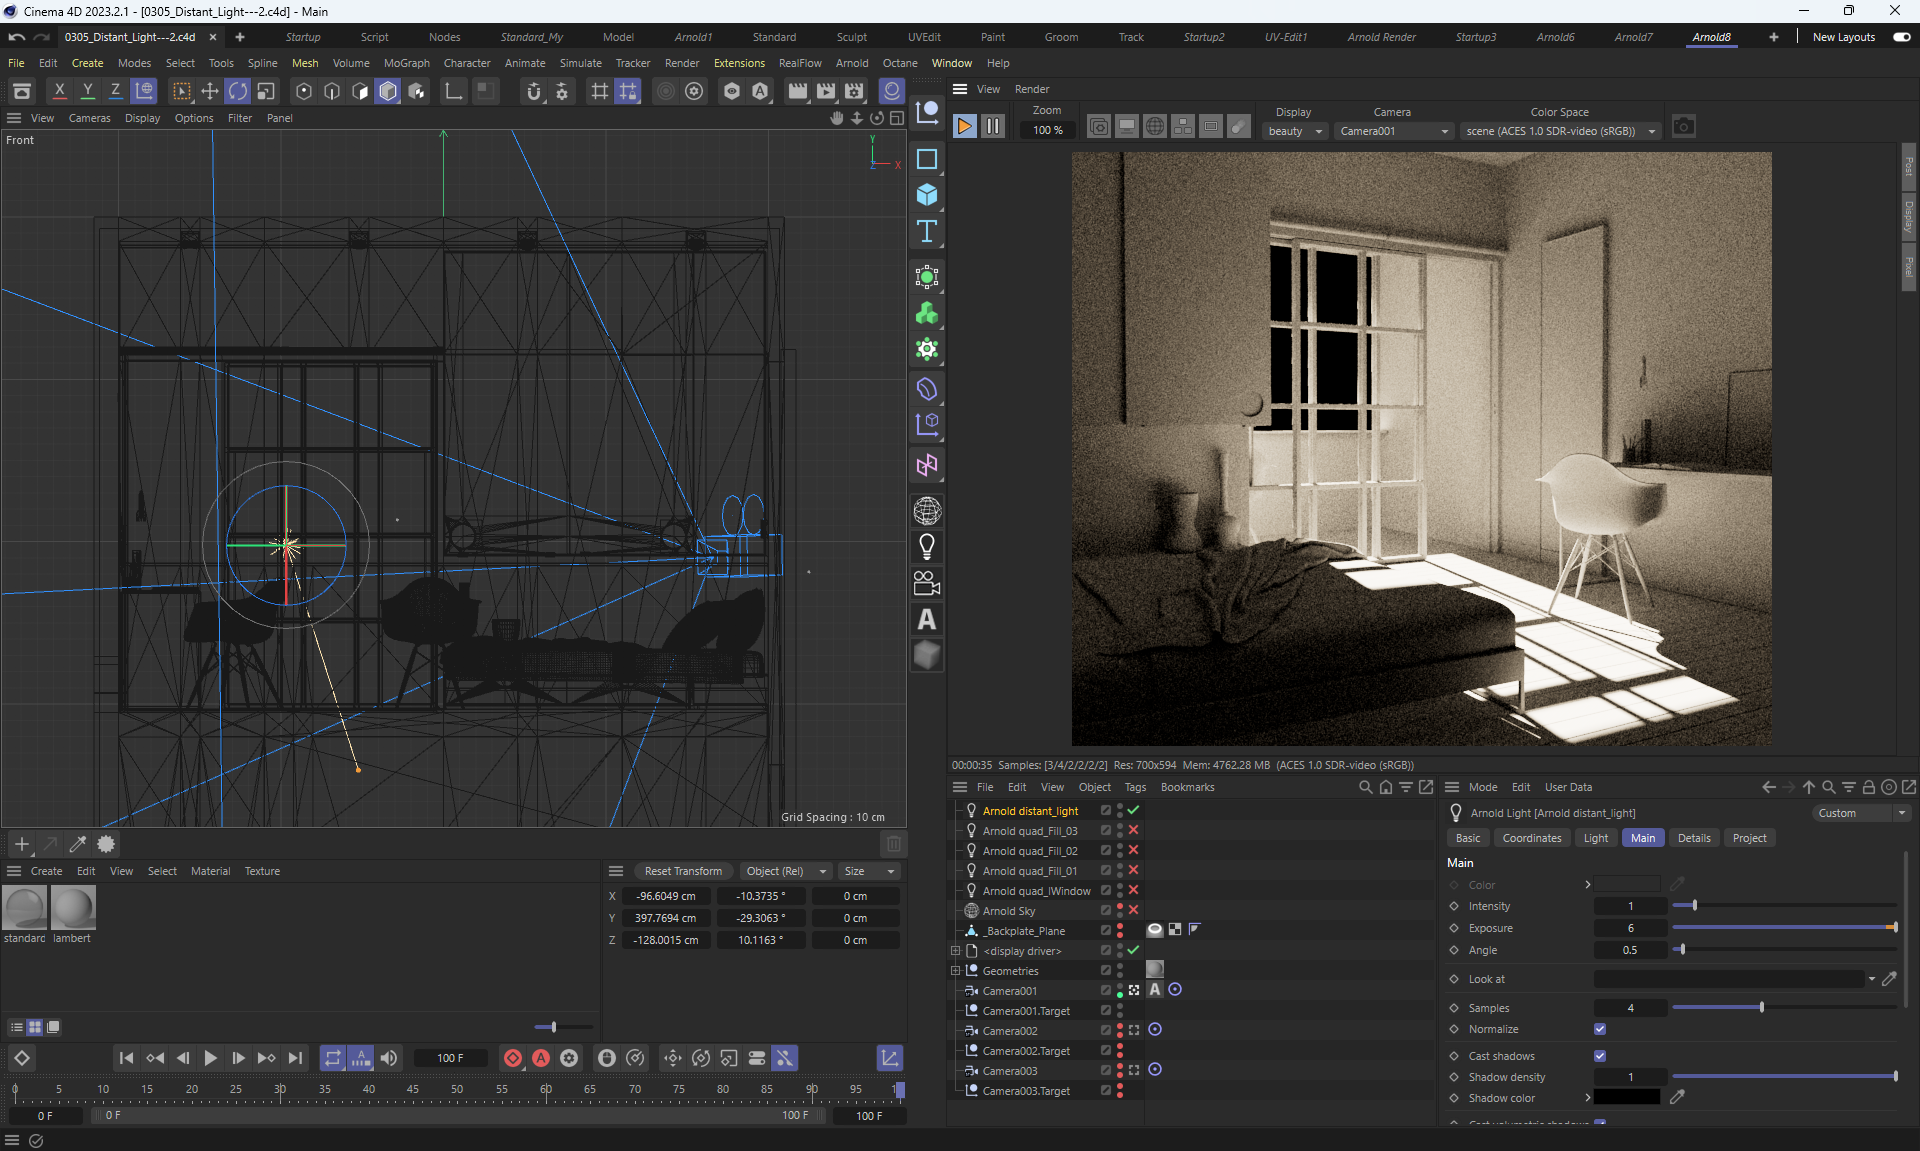 Cinema 4D 2023.2.1 - [0305_Distant_Light---2.c4d] - Main
0305_Distant_Light---2.c4d Startup Script Nodes Standard_My Model Arnold1 Standard Sculpt UVEdit Paint Groom Track Startup2 UV-Edit1 Arnold Render Startup3 Arnold6 Arnold7 Arnold8 New Layouts
File Edit Create Modes Select Tools Spline Mesh Volume MoGraph Character Animate Simulate Tracker Render Extensions RealFlow Arnold Octane Window Help
X Y Z
View Render
Zoom Display Camera Color Space
100 % beauty Camera001 scene (ACES 1.0 SDR-video (sRGB))
View Cameras Display Options Filter Panel
Front
Y
Z X
Post
Display
Pixel
Grid Spacing : 10 cm
00:00:35 Samples: [3/4/2/2/2/2] Res: 700x594 Mem: 4762.28 MB (ACES 1.0 SDR-video (sRGB))
File Edit View Object Tags Bookmarks
Arnold distant_light
Arnold quad_Fill_03
Arnold quad_Fill_02
Arnold quad_Fill_01
Arnold quad_lWindow
Arnold Sky
_Backplate_Plane
<display driver>
Geometries
Camera001
Camera001.Target
Camera002
Camera002.Target
Camera003
Camera003.Target
Mode Edit User Data
Arnold Light [Arnold distant_light] Custom
Basic Coordinates Light Main Details Project
Main
Color
Intensity 1
Exposure 6
Angle 0.5
Look at
Samples 4
Normalize
Cast shadows
Shadow density 1
Shadow color
Cast volumetric shadows
Create Edit View Select Material Texture
standard lambert
Reset Transform Object (Rel) Size
X -96.6049 cm -10.3735 ° 0 cm
Y 397.7694 cm -29.3063 ° 0 cm
Z -128.0015 cm 10.1163 ° 0 cm
100 F
0 5 10 15 20 25 30 35 40 45 50 55 60 65 70 75 80 85 90 95
0 F 0 F 100 F 100 F